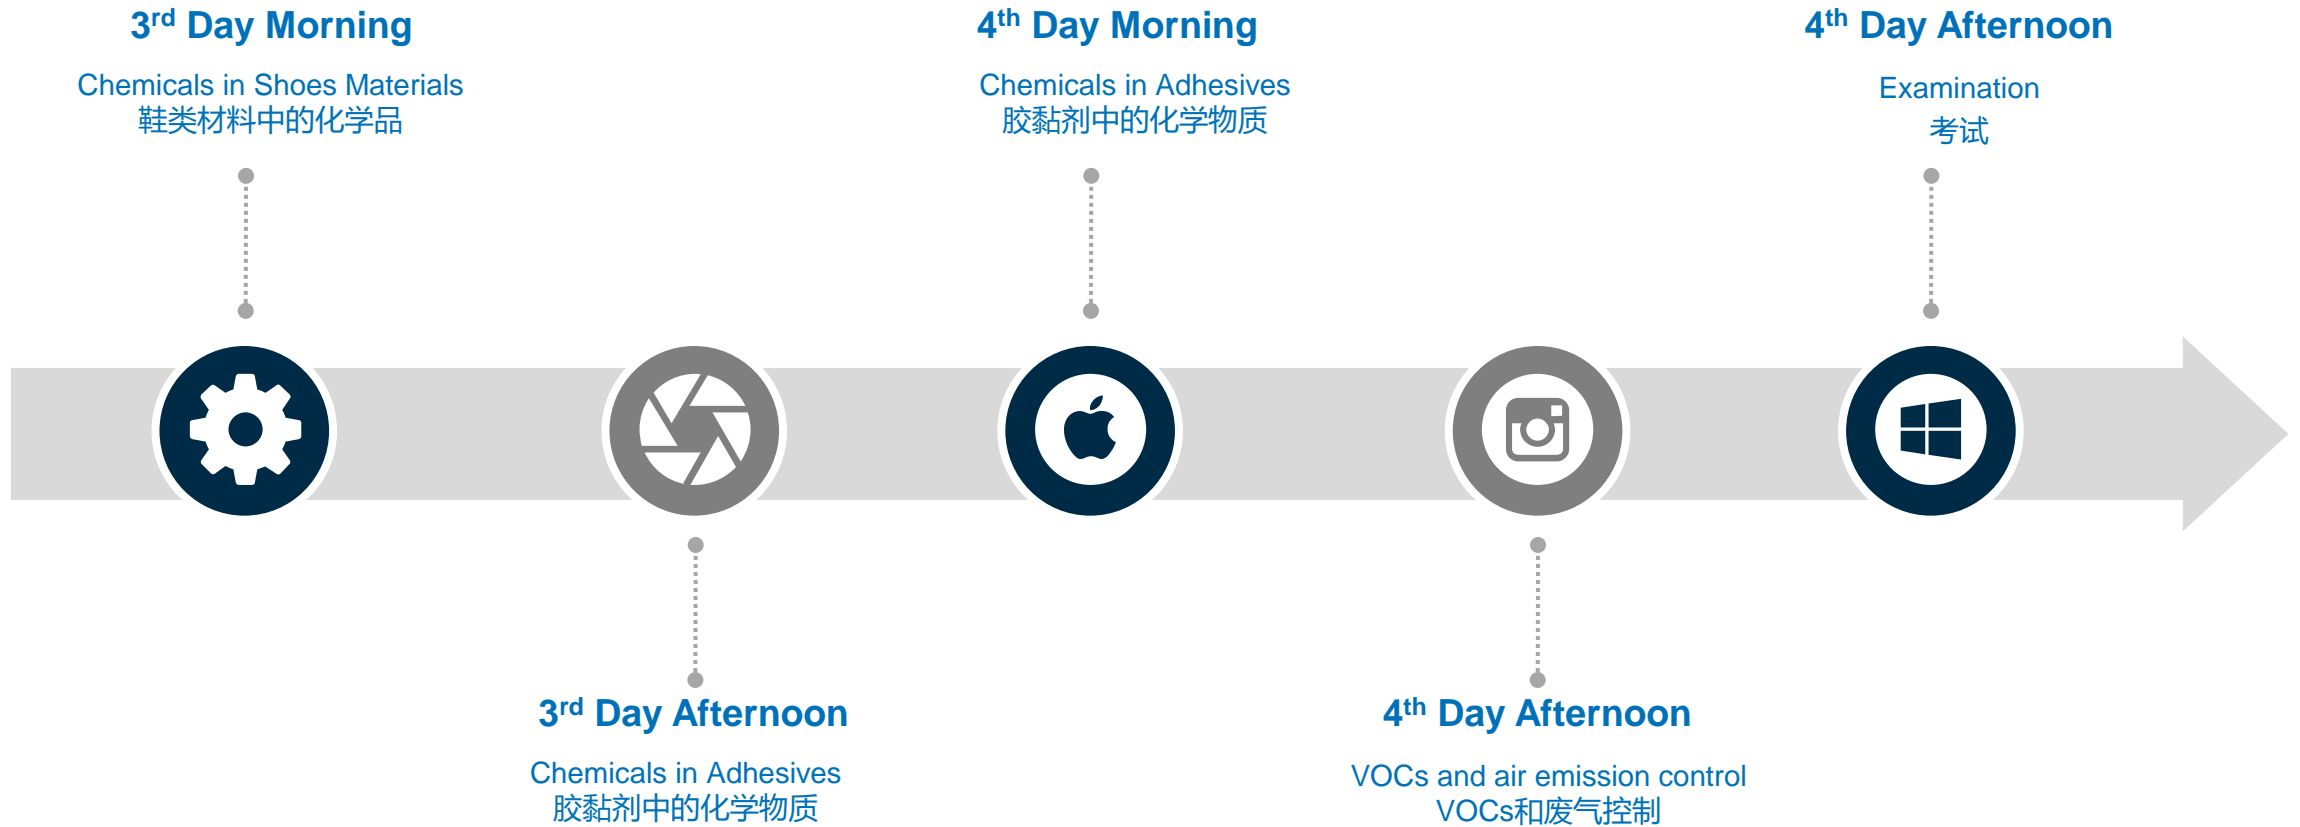 3rd Day Morning
Chemicals in Shoes Materials
鞋类材料中的化学品
4th Day Morning
Chemicals in Adhesives
胶黏剂中的化学物质
4th Day Afternoon
Examination
考试
3rd Day Afternoon
Chemicals in Adhesives
胶黏剂中的化学物质
4th Day Afternoon
VOCs and air emission control
VOCs和废气控制